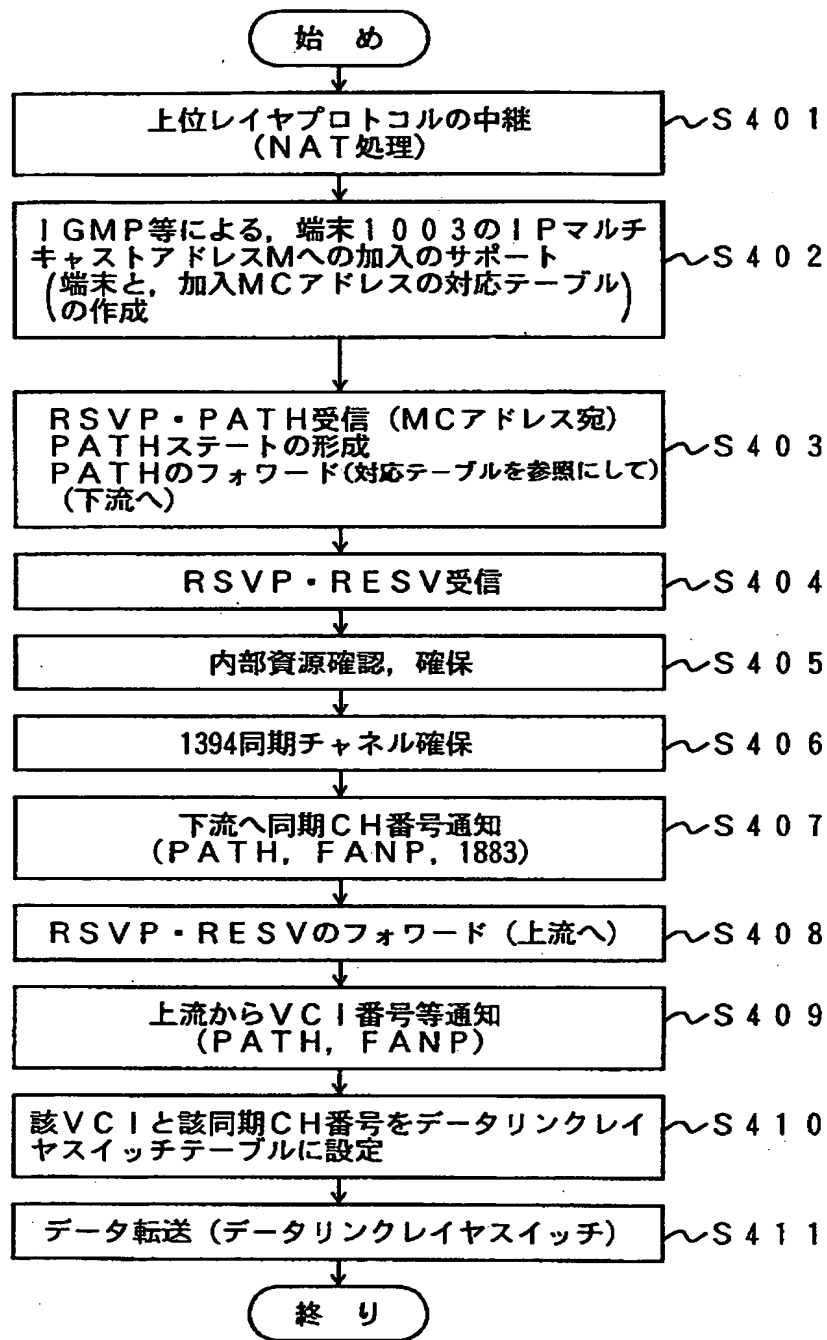 始 め
上位レイヤプロトコルの中継
(NAT処理)
S401
IGMP等による,端末1003のIPマルチ
キャストアドレスMへの加入のサポート
(端末と,加入MCアドレスの対応テーブル)
の作成
S402
RSVP・PATH受信(MCアドレス宛)
PATHステートの形成
PATHのフォワード(対応テーブルを参照にして)
(下流へ)
S403
RSVP・RESV受信
S404
内部資源確認,確保
S405
1394同期チャネル確保
S406
下流へ同期CH番号通知
(PATH,FANP,1883)
S407
RSVP・RESVのフォワード(上流へ)
S408
上流からVCI番号等通知
(PATH,FANP)
S409
該VCIと該同期CH番号をデータリンクレイ
ヤスイッチテーブルに設定
S410
データ転送(データリンクレイヤスイッチ)
S411
終 り